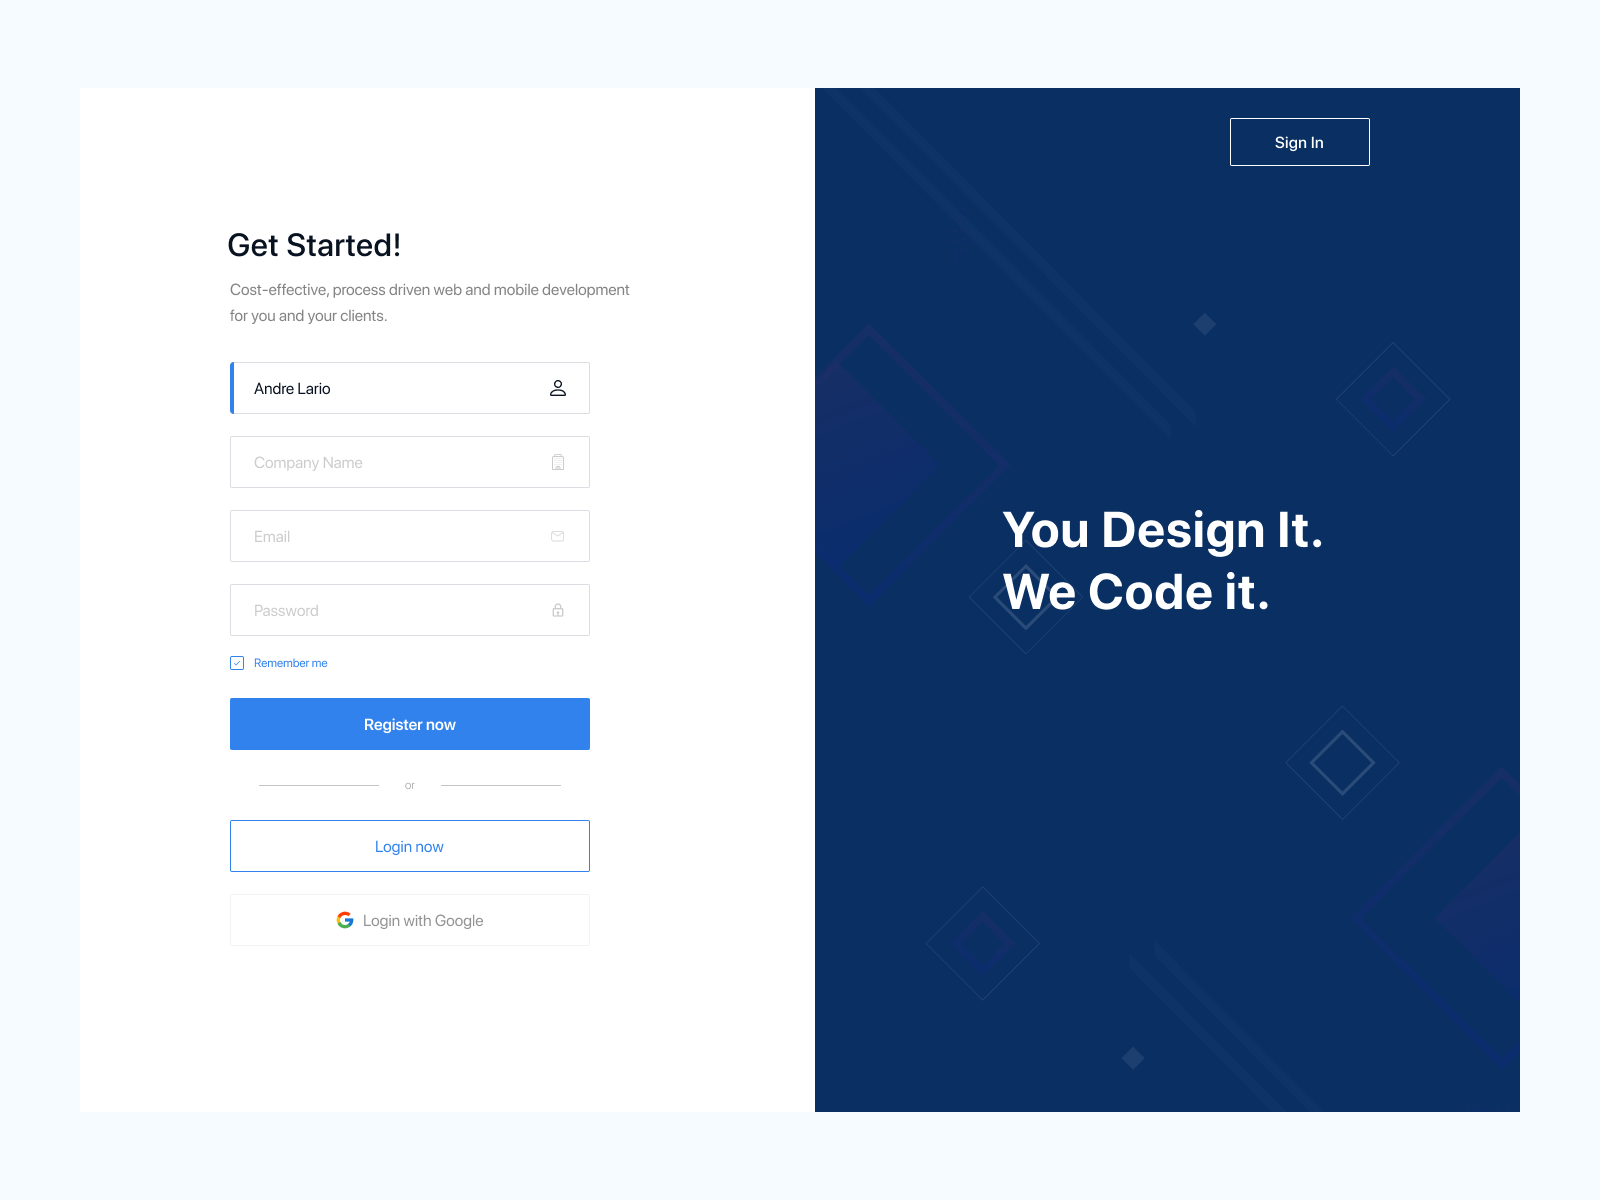 Get Started!
Cost-effective, process driven web and mobile development
for you and your clients.
Andre Lario
Company Name
Email
Password
Remember me
Register now
or
Login now
Login with Google
Sign In
You Design It.
We Code it.